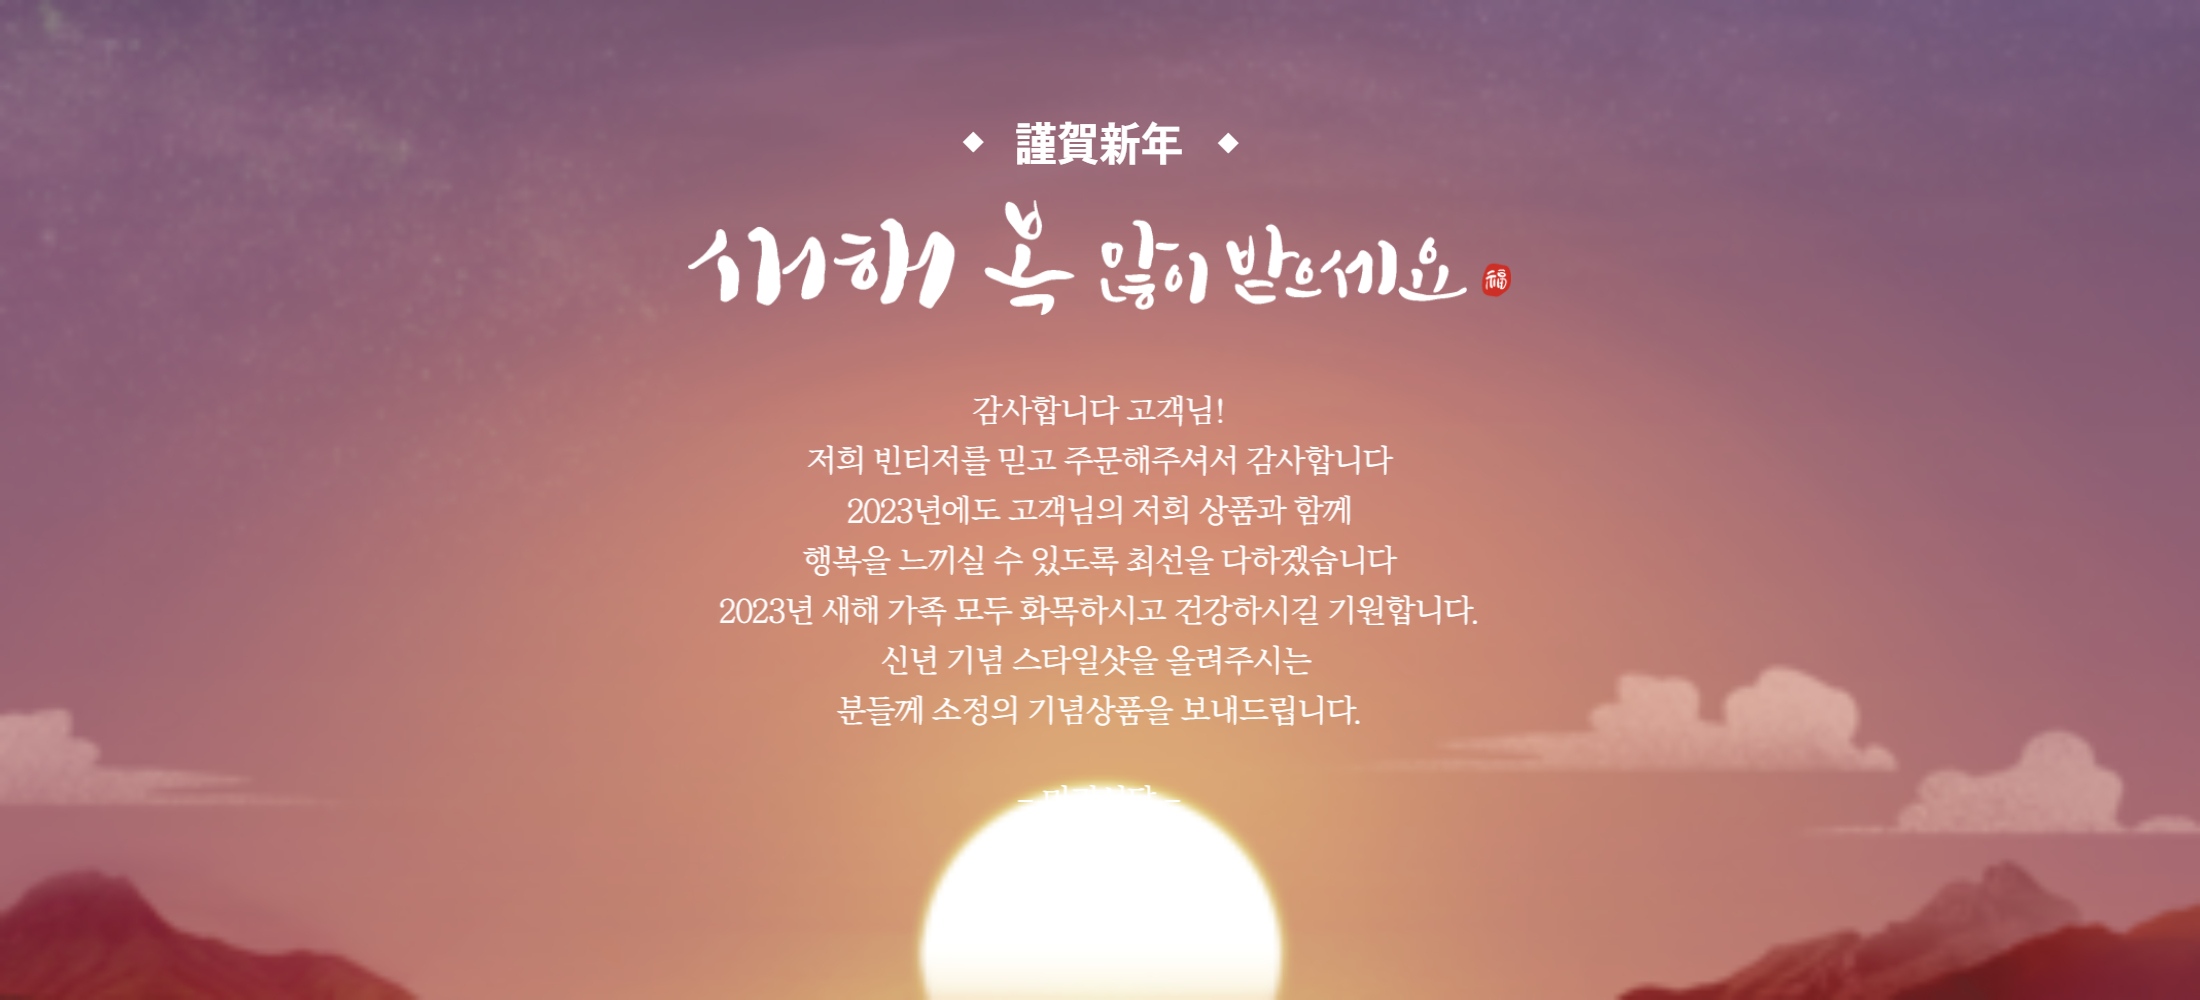 謹賀新年
새해 복 많이 받으세요 福
감사합니다 고객님!
저희 빈티저를 믿고 주문해주셔서 감사합니다
2023년에도 고객님의 저희 상품과 함께
행복을 느끼실 수 있도록 최선을 다하겠습니다
2023년 새해 가족 모두 화목하시고 건강하시길 기원합니다.
신년 기념 스타일샷을 올려주시는
분들께 소정의 기념상품을 보내드립니다.